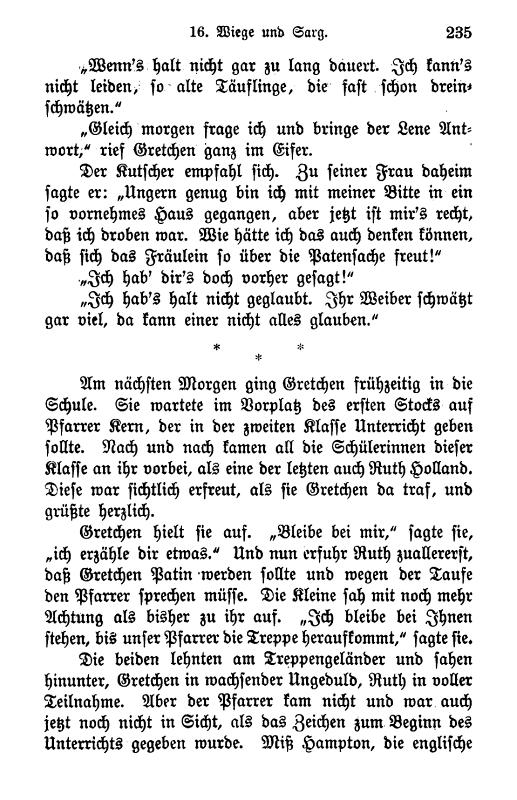 16. Wiege und Sarg. 235
„Wenn's halt nicht gar zu lang dauert. Ich kann's
nicht leiden, so alte Täuflinge, die fast schon drein-
schwätzen.“
„Gleich morgen frage ich und bringe der Lene Ant-
wort,“ rief Gretchen ganz im Eifer.
Der Kutscher empfahl sich. Zu seiner Frau daheim
sagte er: „Ungern genug bin ich mit meiner Bitte in ein
so vornehmes Haus gegangen, aber jetzt ist mir's recht,
daß ich droben war. Wie hätte ich das auch denken können,
daß sich das Fräulein so über die Patensache freut!“
„Ich hab' dir's doch vorher gesagt!“
„Ich hab's halt nicht geglaubt. Ihr Weiber schwätzt
gar viel, da kann einer nicht alles glauben.“
* * *
Am nächsten Morgen ging Gretchen frühzeitig in die
Schule. Sie wartete im Vorplatz des ersten Stocks auf
Pfarrer Kern, der in der zweiten Klasse Unterricht geben
sollte. Nach und nach kamen all die Schülerinnen dieser
Klasse an ihr vorbei, als eine der letzten auch Ruth Holland.
Diese war sichtlich erfreut, als sie Gretchen da traf, und
grüßte herzlich.
Gretchen hielt sie auf. „Bleibe bei mir,“ sagte sie,
„ich erzähle dir etwas.“ Und nun erfuhr Ruth zuallererst,
daß Gretchen Patin werden sollte und wegen der Taufe
den Pfarrer sprechen müsse. Die Kleine sah mit noch mehr
Achtung als bisher zu ihr auf. „Ich bleibe bei Ihnen
stehen, bis unser Pfarrer die Treppe heraufkommt,“ sagte sie.
Die beiden lehnten am Treppengeländer und sahen
hinunter, Gretchen in wachsender Ungeduld, Ruth in voller
Teilnahme. Aber der Pfarrer kam nicht und war auch
jetzt noch nicht in Sicht, als das Zeichen zum Beginn des
Unterrichts gegeben wurde. Miß Hampton, die englische